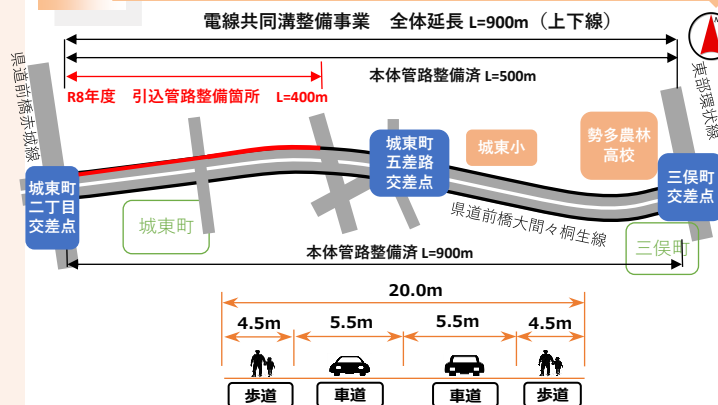 電線共同溝整備事業　全体延長 L=900m（上下線）
N
本体管路整備済 L=500m
R8年度　引込管路整備箇所　L=400m
県道前橋赤城線
東部環状線
城東町
二丁目
交差点
城東町
城東町
五差路
交差点
城東小
勢多農林
高校
三俣町
交差点
県道前橋大間々桐生線
三俣町
本体管路整備済 L=900m
20.0m
4.5m
5.5m
5.5m
4.5m
歩道
車道
車道
歩道